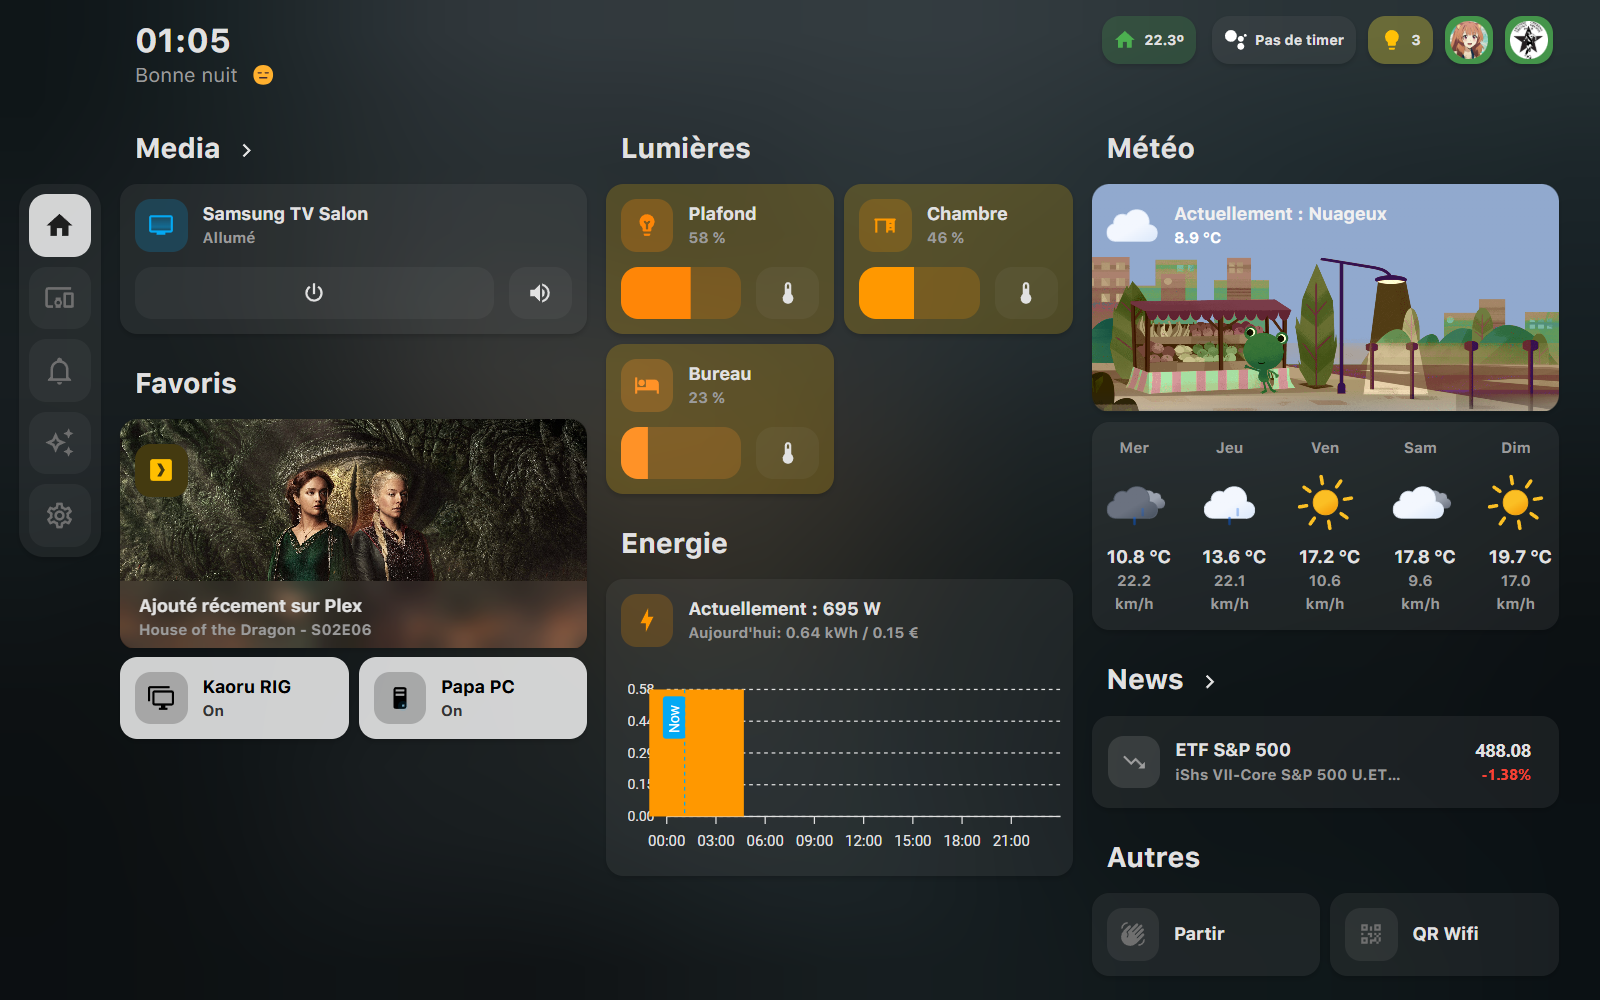 01:05
Bonne nuit
22.3º
Pas de timer
3
Media
Samsung TV Salon
Allumé
Favoris
Ajouté récement sur Plex
House of the Dragon - S02E06
Kaoru RIG
On
Papa PC
On
Lumières
Plafond
58 %
Chambre
46 %
Bureau
23 %
Energie
Actuellement : 695 W
Aujourd'hui: 0.64 kWh / 0.15 €
0.58
0.44
0.29
0.15
0.00
Now
00:00 03:00 06:00 09:00 12:00 15:00 18:00 21:00
Météo
Actuellement : Nuageux
8.9 °C
Mer Jeu Ven Sam Dim
10.8 °C 13.6 °C 17.2 °C 17.8 °C 19.7 °C
22.2 22.1 10.6 9.6 17.0
km/h km/h km/h km/h km/h
News
ETF S&P 500
488.08
iShs VII-Core S&P 500 U.ET...
-1.38%
Autres
Partir
QR Wifi